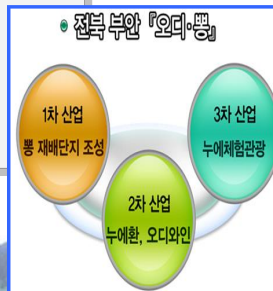 • 전북 부안 『오디·뽕』
1차 산업
뽕 재배단지 조성
2차 산업
누에환, 오디와인
3차 산업
누에체험관광